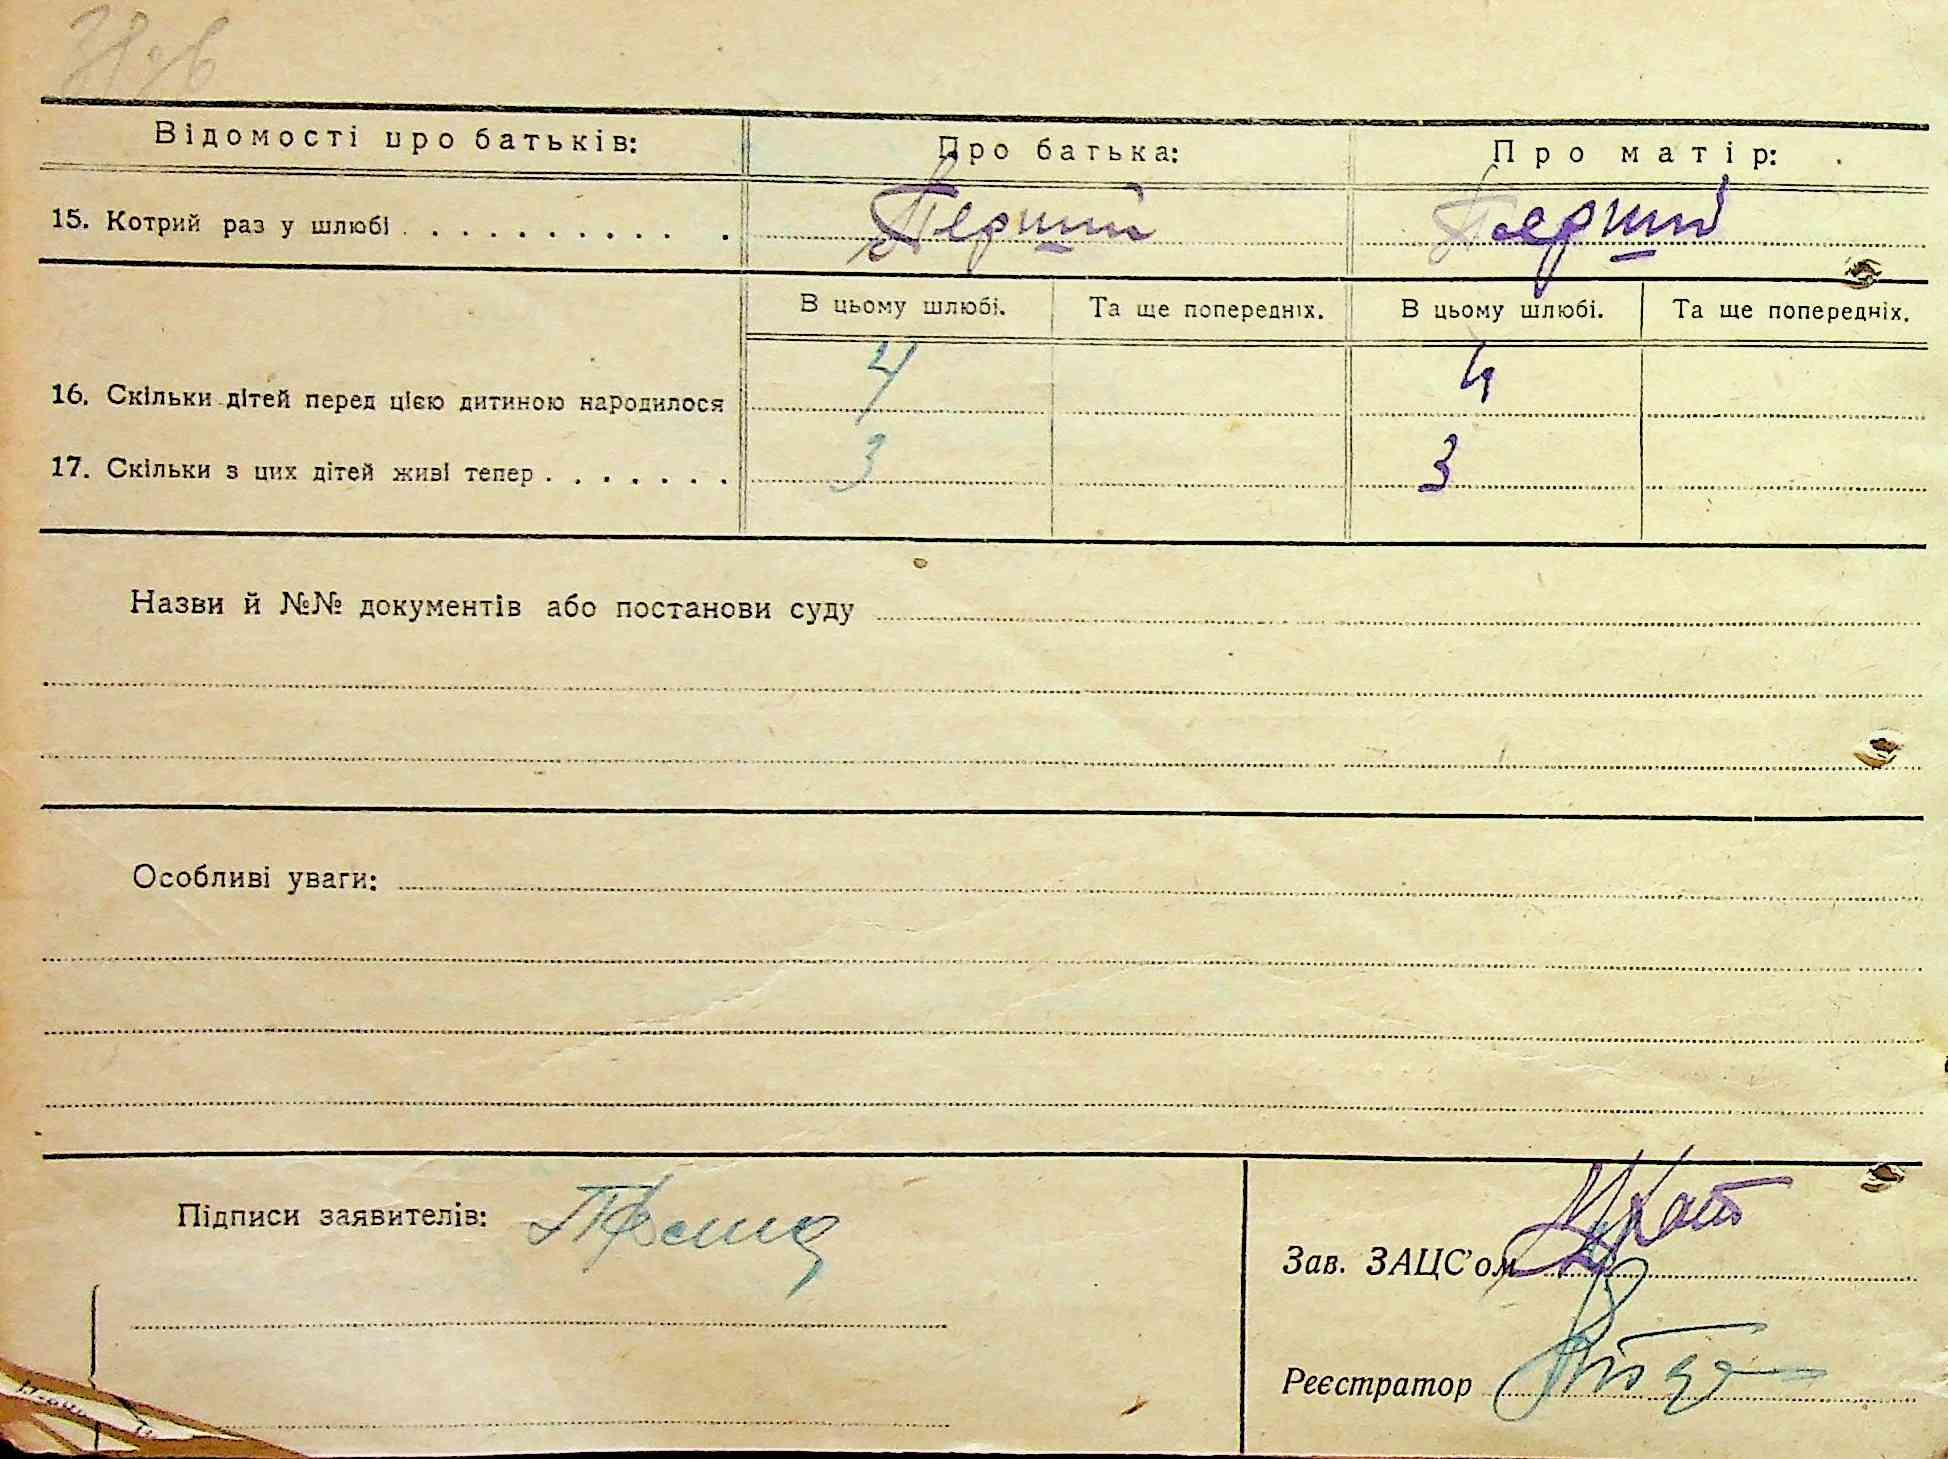 Відомості про батьків: Про батька: Про матір:
15. Котрий раз у шлюбі . . . . . . . . . . . Перший Перший
В цьому шлюбі. Та ще попередніх. В цьому шлюбі. Та ще попередніх.
16. Скільки дітей перед цією дитиною народилося 4 4
17. Скільки з цих дітей живі тепер . . . . . . . 3 3
Назви й №№ документів або постанови суду
Особливі уваги:
Підписи заявителів:
Зав. ЗАЦС'ом
Реєстратор